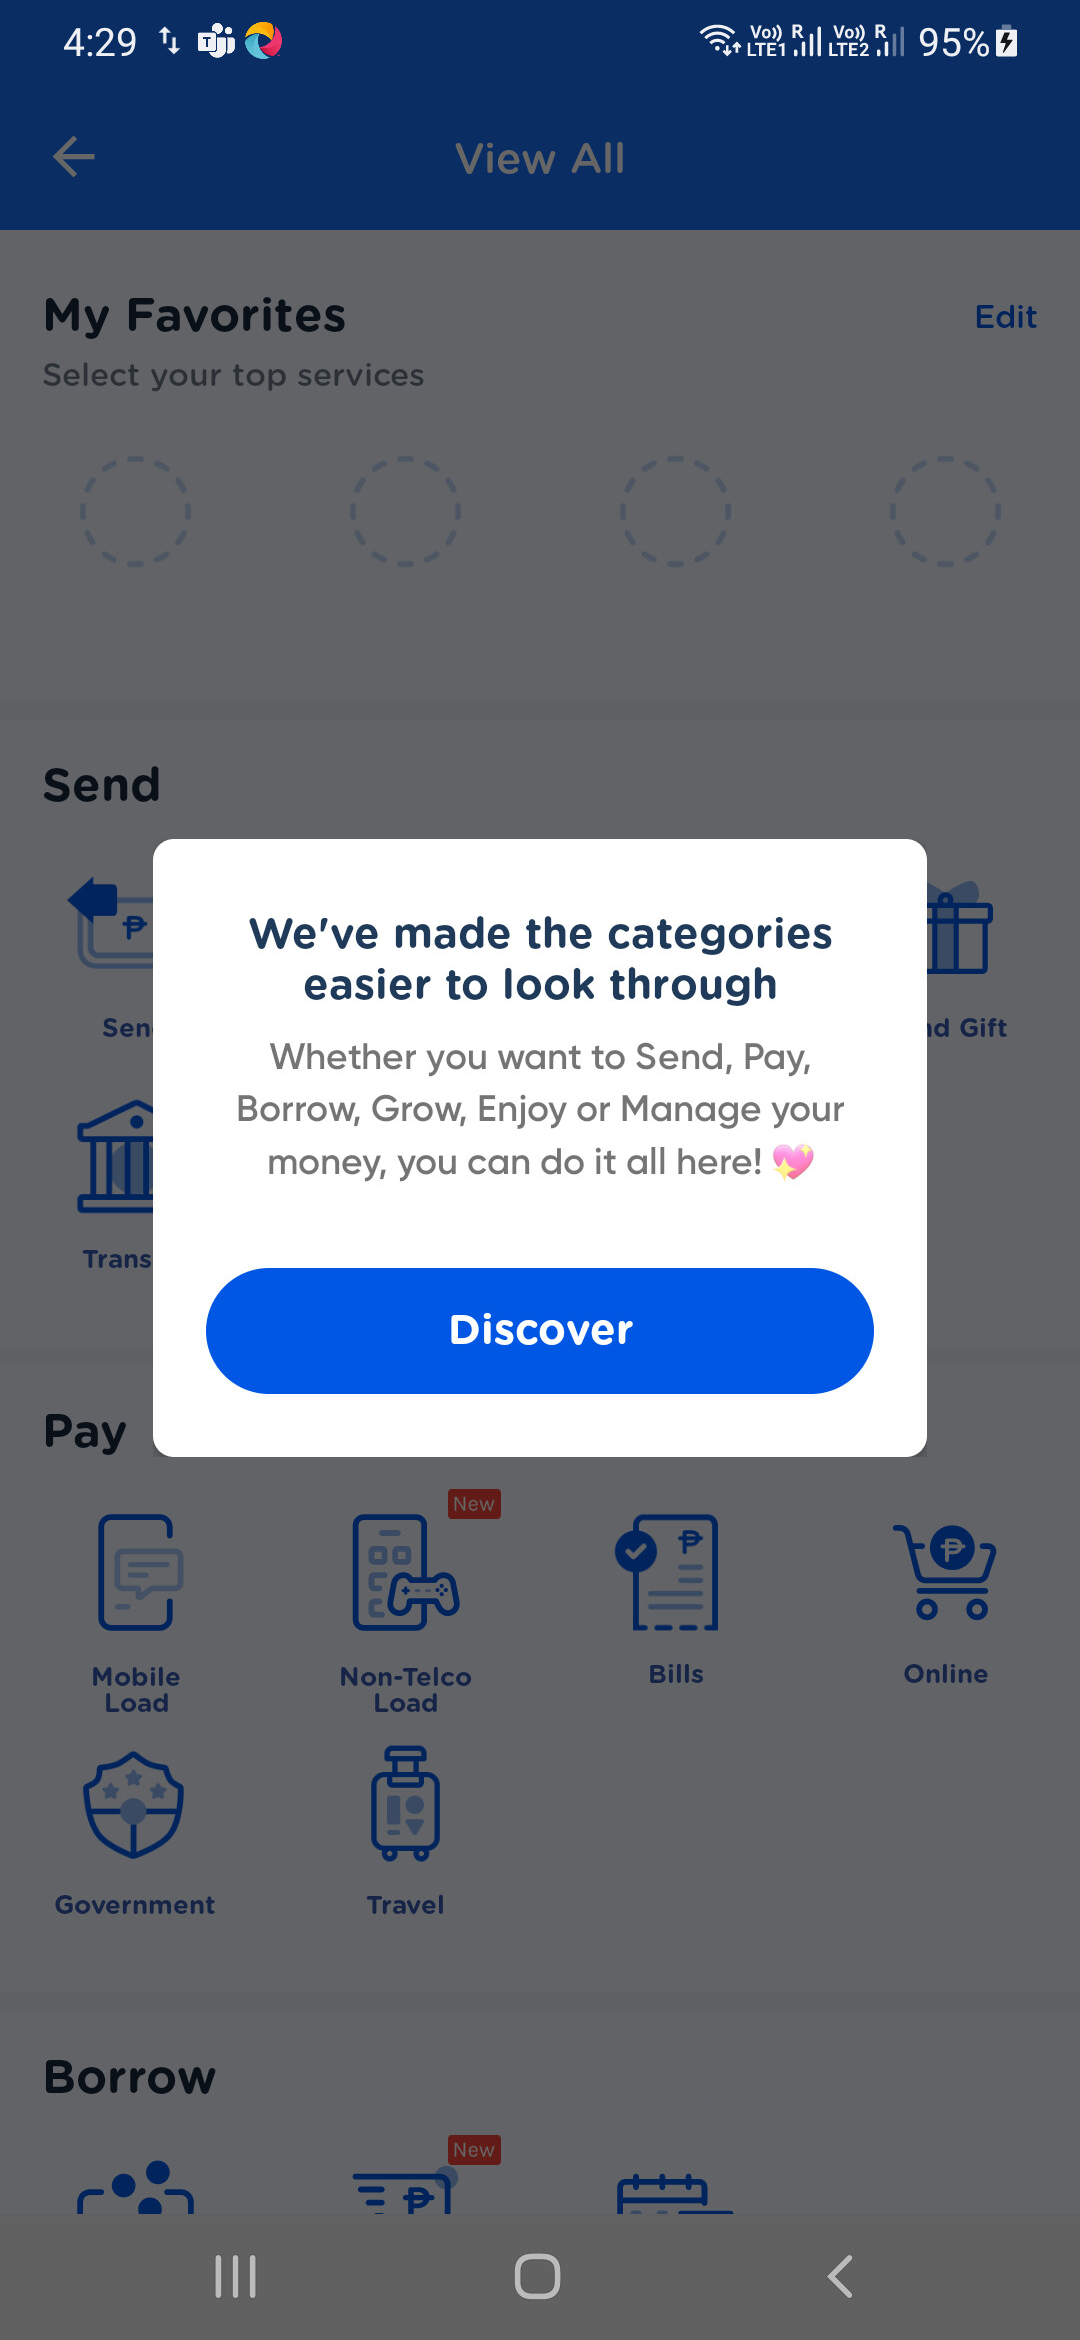 4:29
Vo)) R Vo)) R 95%
LTE1 LTE2
View All
My Favorites
Edit
Select your top services
Send
We've made the categories
easier to look through
Whether you want to Send, Pay,
Borrow, Grow, Enjoy or Manage your
money, you can do it all here! 💖
Discover
Gift
Pay
New
Mobile
Load
Non-Telco
Load
Bills
Online
Government
Travel
Borrow
New